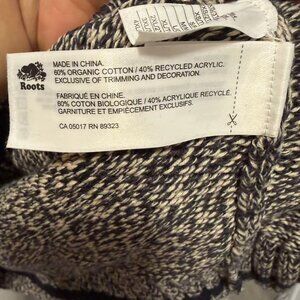 Roots
MADE IN CHINA.
60% ORGANIC COTTON / 40% RECYCLED ACRYLIC.
EXCLUSIVE OF TRIMMING AND DECORATION.
FABRIQUÉ EN CHINE.
60% COTON BIOLOGIQUE / 40% ACRYLIQUE RECYCLÉ.
GARNITURE ET EMPIÈCEMENT EXCLUSIFS.
CA 05017 RN 89323